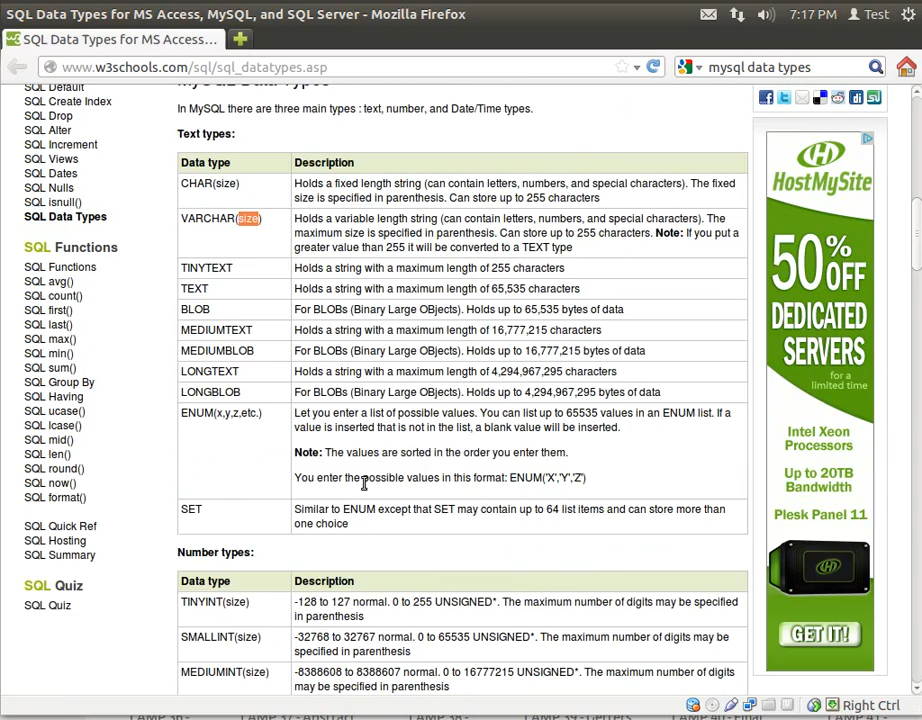 SQL Data Types for MS Access, MySQL, and SQL Server - Mozilla Firefox
7:17 PM
Test
SQL Data Types for MS Access...
www.w3schools.com/sql/sql_datatypes.asp
mysql data types
SQL Default
SQL Create Index
SQL Drop
SQL Alter
SQL Increment
SQL Views
SQL Dates
SQL Nulls
SQL isnull()
SQL Data Types
SQL Functions
SQL Functions
SQL avg()
SQL count()
SQL first()
SQL last()
SQL max()
SQL min()
SQL sum()
SQL Group By
SQL Having
SQL ucase()
SQL lcase()
SQL mid()
SQL len()
SQL round()
SQL now()
SQL format()
SQL Quick Ref
SQL Hosting
SQL Summary
SQL Quiz
SQL Quiz
MySQL Data Types
In MySQL there are three main types : text, number, and Date/Time types.
Text types:
Data type Description
CHAR(size) Holds a fixed length string (can contain letters, numbers, and special characters). The fixed
size is specified in parenthesis. Can store up to 255 characters
VARCHAR(size) Holds a variable length string (can contain letters, numbers, and special characters). The
maximum size is specified in parenthesis. Can store up to 255 characters. Note: If you put a
greater value than 255 it will be converted to a TEXT type
TINYTEXT Holds a string with a maximum length of 255 characters
TEXT Holds a string with a maximum length of 65,535 characters
BLOB For BLOBs (Binary Large OBjects). Holds up to 65,535 bytes of data
MEDIUMTEXT Holds a string with a maximum length of 16,777,215 characters
MEDIUMBLOB For BLOBs (Binary Large OBjects). Holds up to 16,777,215 bytes of data
LONGTEXT Holds a string with a maximum length of 4,294,967,295 characters
LONGBLOB For BLOBs (Binary Large OBjects). Holds up to 4,294,967,295 bytes of data
ENUM(x,y,z,etc.) Let you enter a list of possible values. You can list up to 65535 values in an ENUM list. If a
value is inserted that is not in the list, a blank value will be inserted.
Note: The values are sorted in the order you enter them.
You enter the possible values in this format: ENUM('X','Y','Z')
SET Similar to ENUM except that SET may contain up to 64 list items and can store more than
one choice
Number types:
Data type Description
TINYINT(size) -128 to 127 normal. 0 to 255 UNSIGNED*. The maximum number of digits may be specified
in parenthesis
SMALLINT(size) -32768 to 32767 normal. 0 to 65535 UNSIGNED*. The maximum number of digits may be
specified in parenthesis
MEDIUMINT(size) -8388608 to 8388607 normal. 0 to 16777215 UNSIGNED*. The maximum number of digits
may be specified in parenthesis
HOSTMYSITE
50% OFF
DEDICATED
SERVERS
for a
limited time
Intel Xeon
Processors
Up to 20TB
Bandwidth
Plesk Panel 11
GET IT!
Right Ctrl